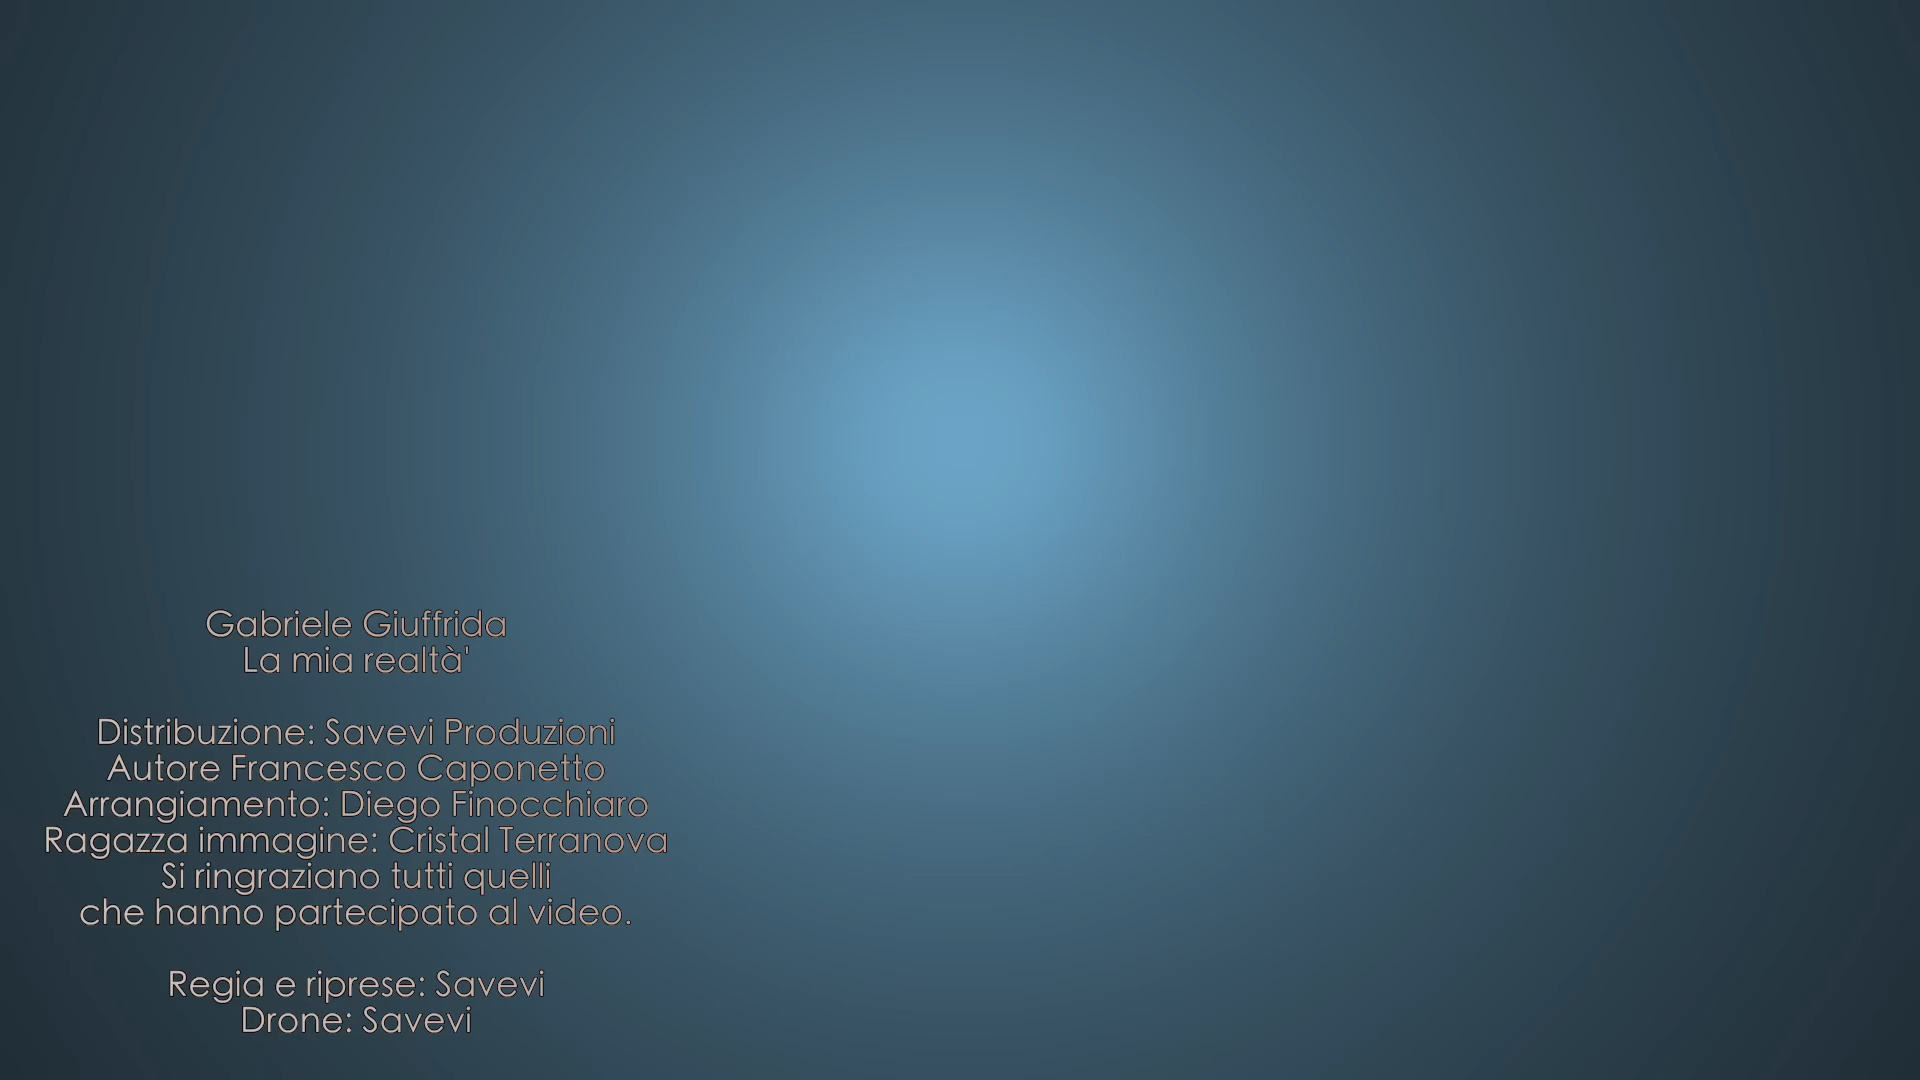 Gabriele Giuffrida
La mia realtà'
Distribuzione: Savevi Produzioni
Autore Francesco Caponetto
Arrangiamento: Diego Finocchiaro
Ragazza immagine: Cristal Terranova
Si ringraziano tutti quelli
che hanno partecipato al video.
Regia e riprese: Savevi
Drone: Savevi